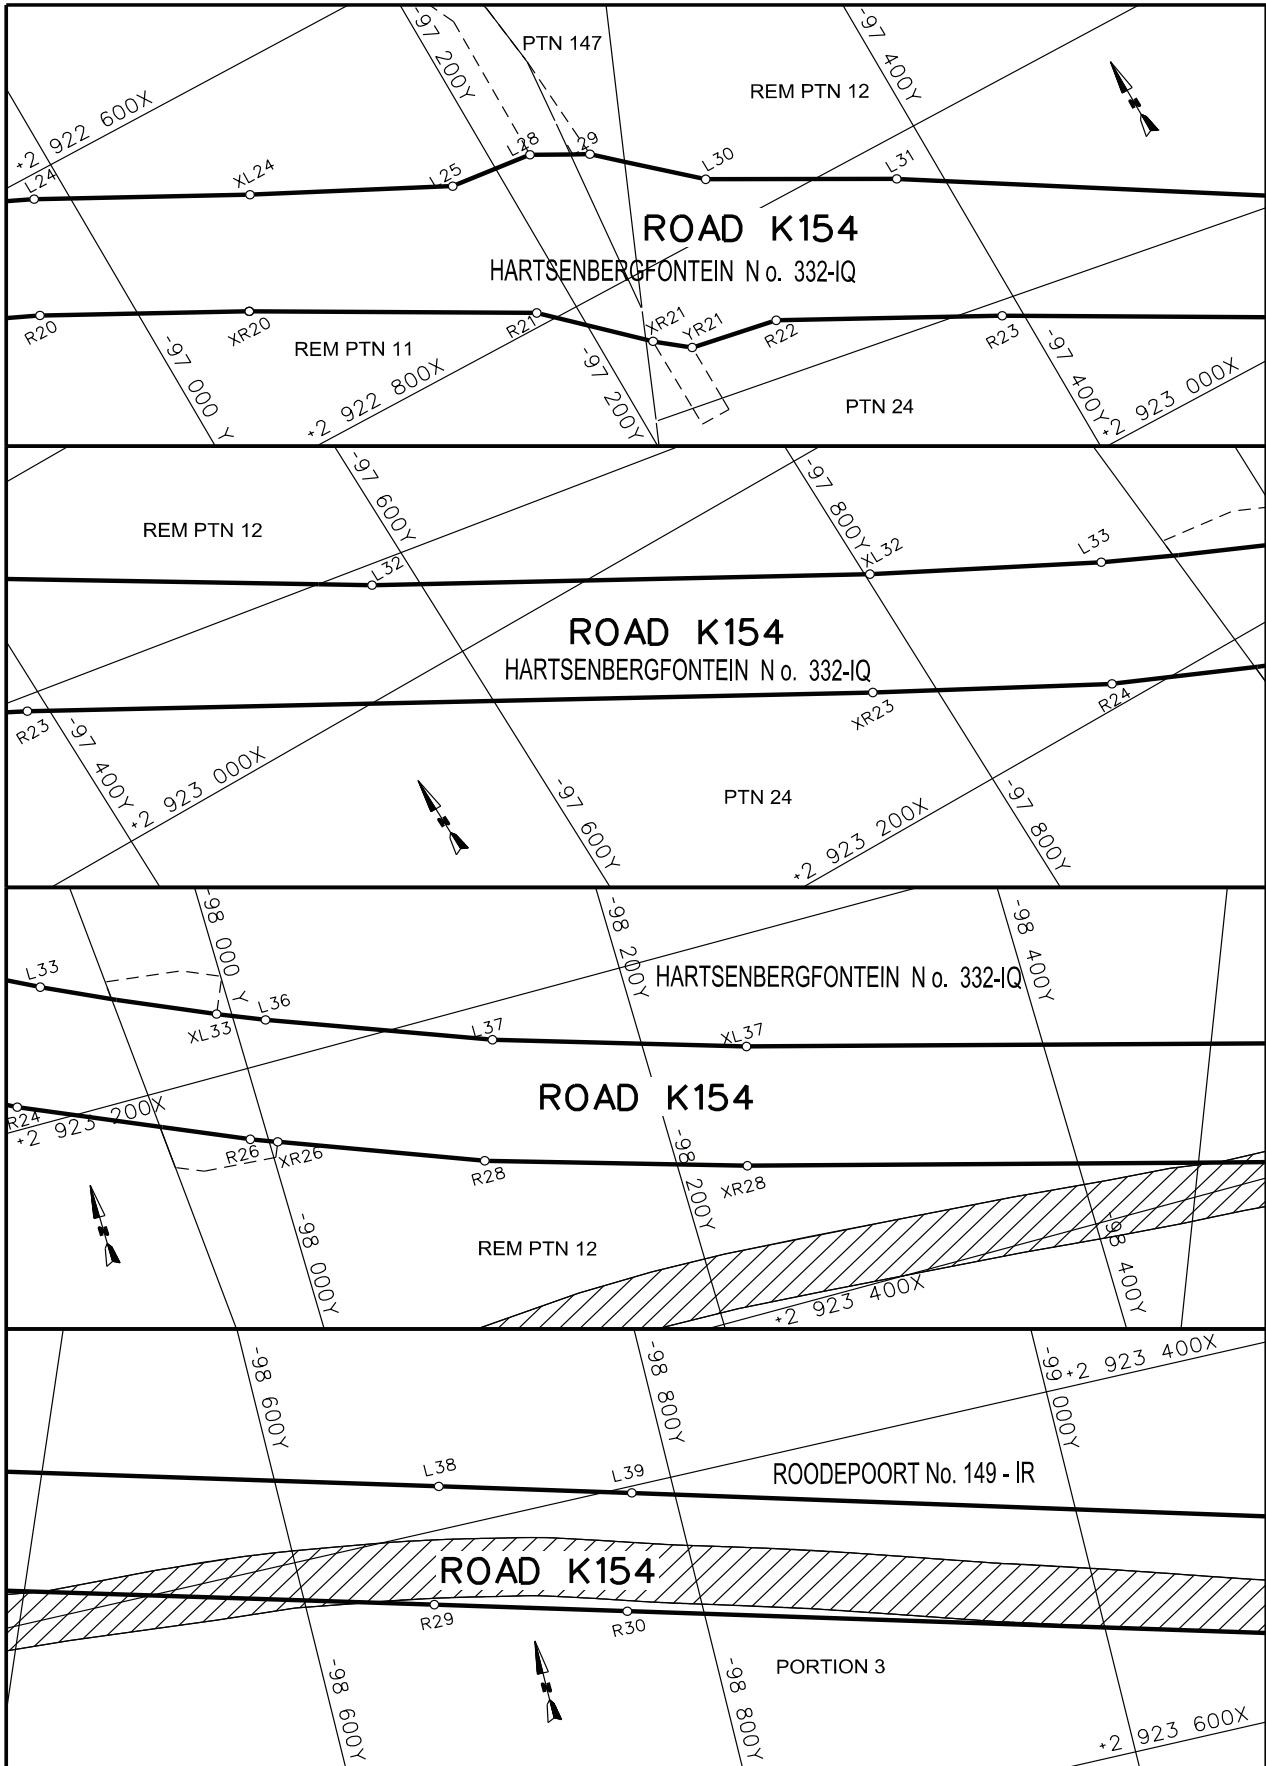 -97 200Y
PTN 147
-97 400Y
REM PTN 12
+2 922 600X
L24
XL24
L25
L28
29
L30
L31
ROAD K154
HARTSENBERGFONTEIN No. 332-IQ
R20
XR20
R21
XR21
YR21
R22
R23
-97 000 Y
REM PTN 11
+2 922 800X
-97 200Y
PTN 24
-97 400Y
+2 923 000X
-97 600Y
-97 800Y
REM PTN 12
L32
XL32
L33
ROAD K154
HARTSENBERGFONTEIN No. 332-IQ
R23
XR23
R24
-97 400Y
+2 923 000X
-97 600Y
PTN 24
+2 923 200X
-97 800Y
-98 000 Y
-98 200Y
-98 400Y
L33
HARTSENBERGFONTEIN No. 332-IQ
XL33
L36
L37
XL37
ROAD K154
R24
+2 923 200X
R26
XR26
R28
XR28
-98 000Y
REM PTN 12
-98 200Y
+2 923 400X
-98 400Y
-98 600Y
-98 800Y
-99 000Y
+2 923 400X
L38
L39
ROODEPOORT No. 149 - IR
ROAD K154
R29
R30
-98 600Y
-98 800Y
PORTION 3
+2 923 600X